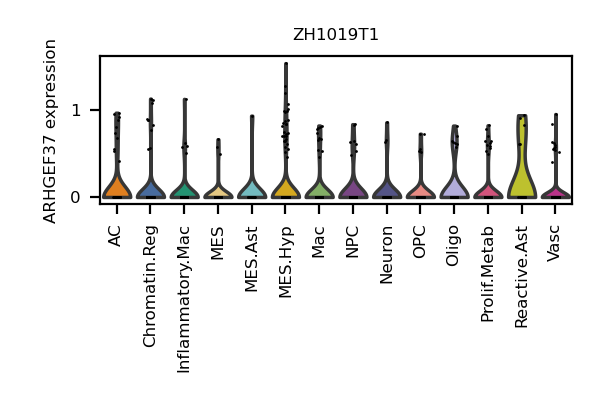 ZH1019T1
ARHGEF37 expression
1
0
AC
Chromatin.Reg
Inflammatory.Mac
MES
MES.Ast
MES.Hyp
Mac
NPC
Neuron
OPC
Oligo
Prolif.Metab
Reactive.Ast
Vasc